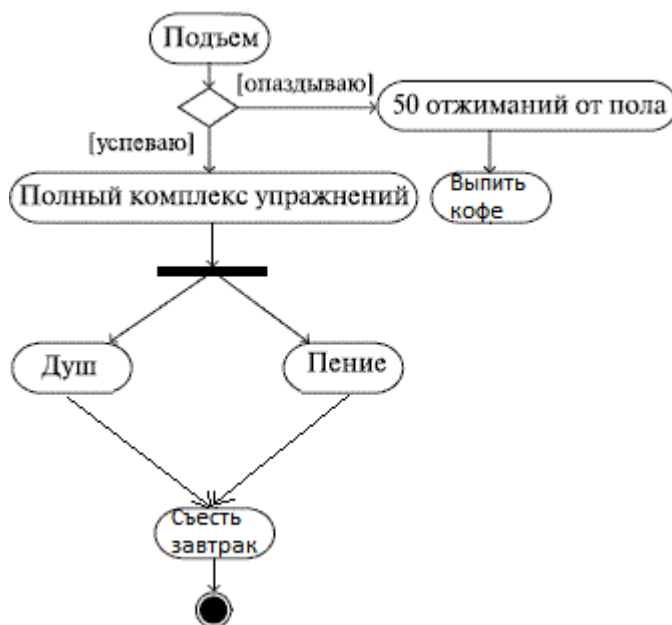 Подъем
[опаздываю]
50 отжиманий от пола
[успеваю]
Полный комплекс упражнений
Выпить
кофе
Душ
Пение
Съесть
завтрак